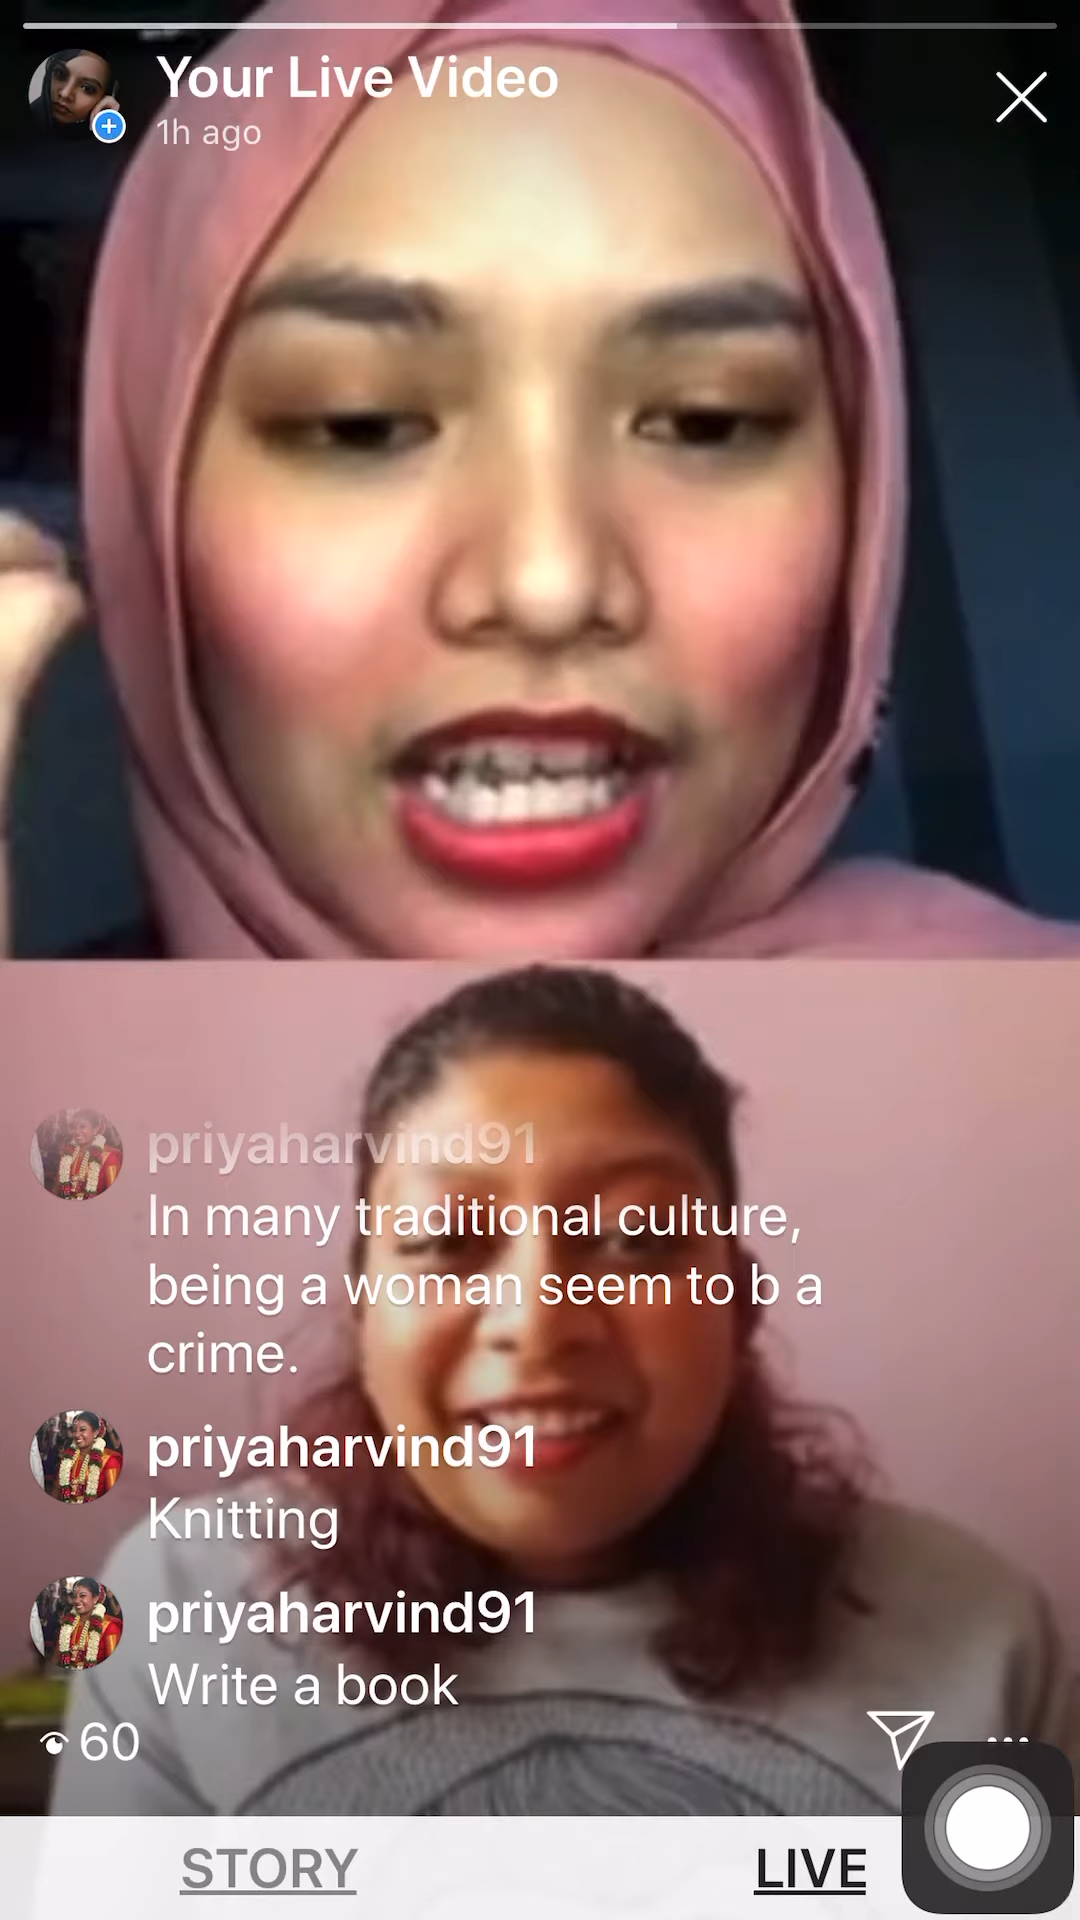 Your Live Video
1h ago
priyaharvind91
In many traditional culture,
being a woman seem to b a
crime.
priyaharvind91
Knitting
priyaharvind91
Write a book
60
STORY
LIVE